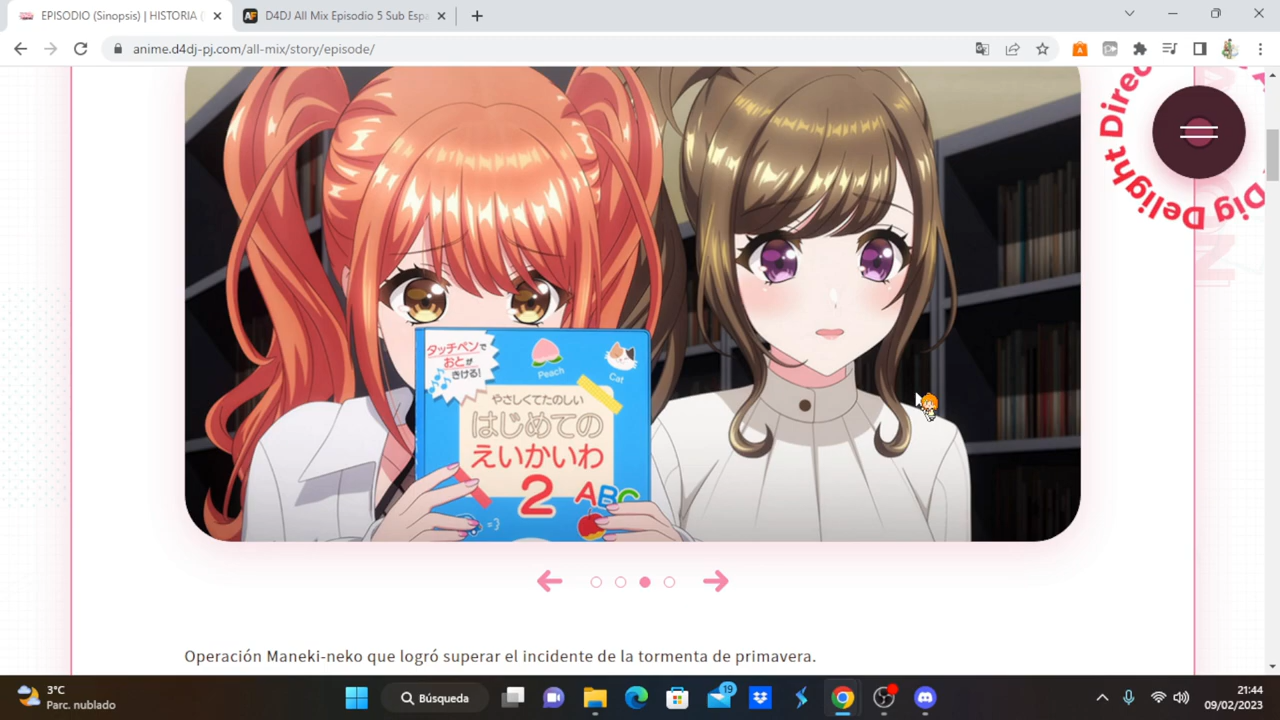 EPISODIO (Sinopsis) | HISTORIA (
D4DJ All Mix Episodio 5 Sub Espa
anime.d4dj-pj.com/all-mix/story/episode/
Dig Delight Direc
タッチペンで
おとが
きける!
Peach
Cat
やさしくてたのしい
はじめての
えいかいわ
2
ABC
Operación Maneki-neko que logró superar el incidente de la tormenta de primavera.
3°C
Parc. nublado
Búsqueda
19
21:44
09/02/2023